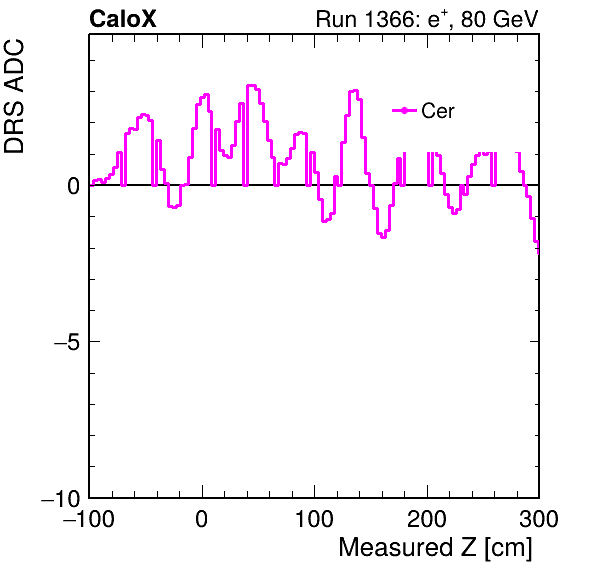 CaloX Run 1366: e⁺, 80 GeV
DRS ADC
Cer
0
−5
−10
−100 0 100 200 300
Measured Z [cm]